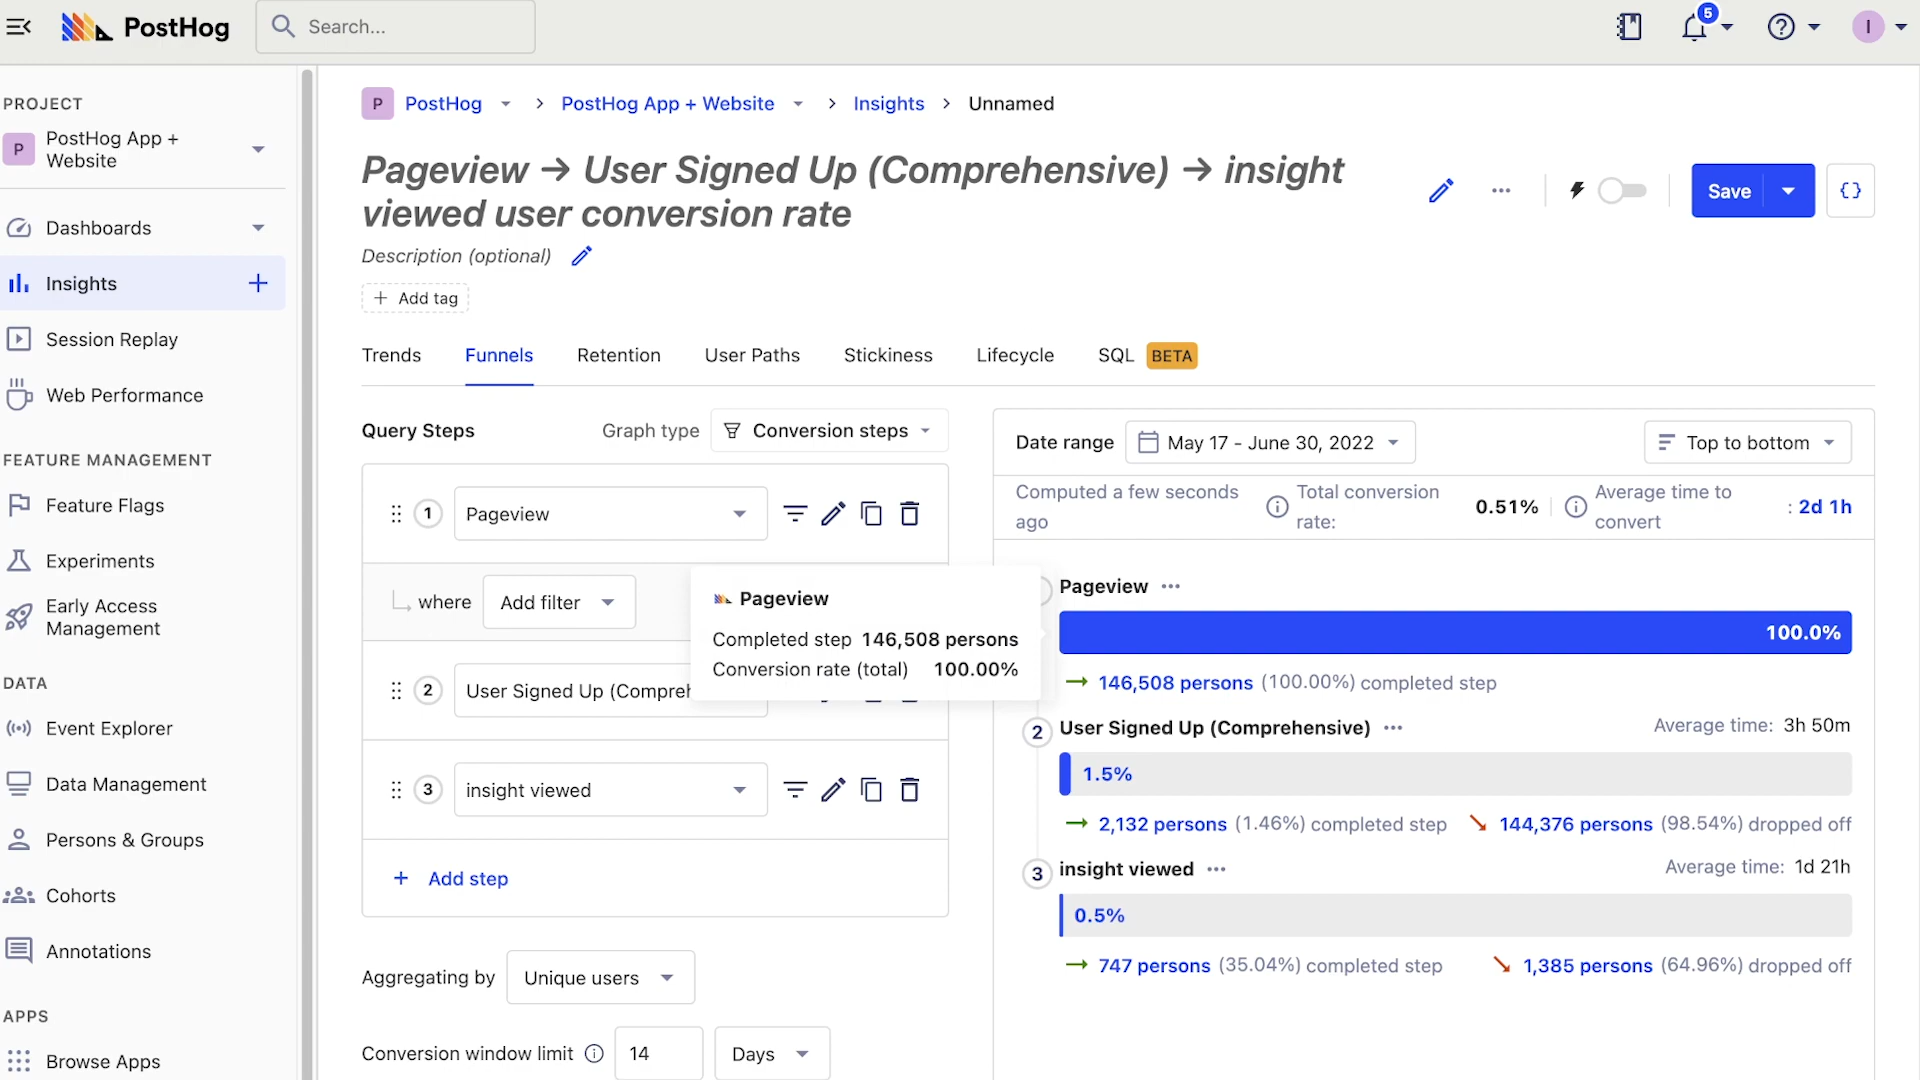 PostHog
Search...
5
I
PROJECT
P
PostHog App +
Website
Dashboards
Insights
Session Replay
Web Performance
FEATURE MANAGEMENT
Feature Flags
Experiments
Early Access
Management
DATA
Event Explorer
Data Management
Persons & Groups
Cohorts
Annotations
APPS
Browse Apps
P PostHog > PostHog App + Website > Insights > Unnamed
Pageview → User Signed Up (Comprehensive) → insight
viewed user conversion rate
Description (optional)
+ Add tag
Save
{}
Trends Funnels Retention User Paths Stickiness Lifecycle SQL BETA
Query Steps
Graph type Conversion steps
1 Pageview
where Add filter
2 User Signed Up (Compreh
3 insight viewed
+ Add step
Aggregating by Unique users
Conversion window limit 14 Days
Pageview
Completed step 146,508 persons
Conversion rate (total) 100.00%
Date range May 17 - June 30, 2022
Top to bottom
Computed a few seconds
ago
Total conversion
rate:
0.51%
Average time to
convert
: 2d 1h
Pageview ...
100.0%
→ 146,508 persons (100.00%) completed step
2 User Signed Up (Comprehensive) ...
Average time: 3h 50m
1.5%
→ 2,132 persons (1.46%) completed step
↘ 144,376 persons (98.54%) dropped off
3 insight viewed ...
Average time: 1d 21h
0.5%
→ 747 persons (35.04%) completed step
↘ 1,385 persons (64.96%) dropped off